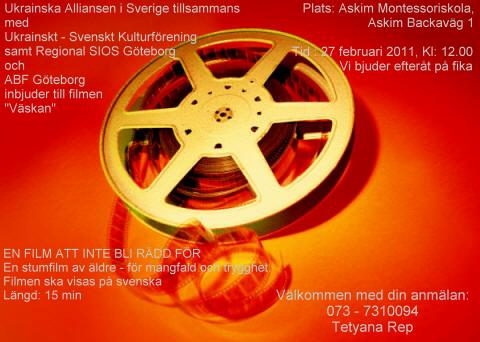 Ukrainska Alliansen i Sverige tillsammans
med
Ukrainskt - Svenskt Kulturförening
samt Regional SIOS Göteborg
och
ABF Göteborg
inbjuder till filmen
"Väskan"
Plats: Askim Montessoriskola,
Askim Backaväg 1
Tid : 27 februari 2011, Kl: 12.00
Vi bjuder efteråt på fika
EN FILM ATT INTE BLI RÄDD FÖR
En stumfilm av äldre - för mångfald och trygghet
Filmen ska visas på svenska
Längd: 15 min
Välkommen med din anmälan:
073 - 7310094
Tetyana Rep